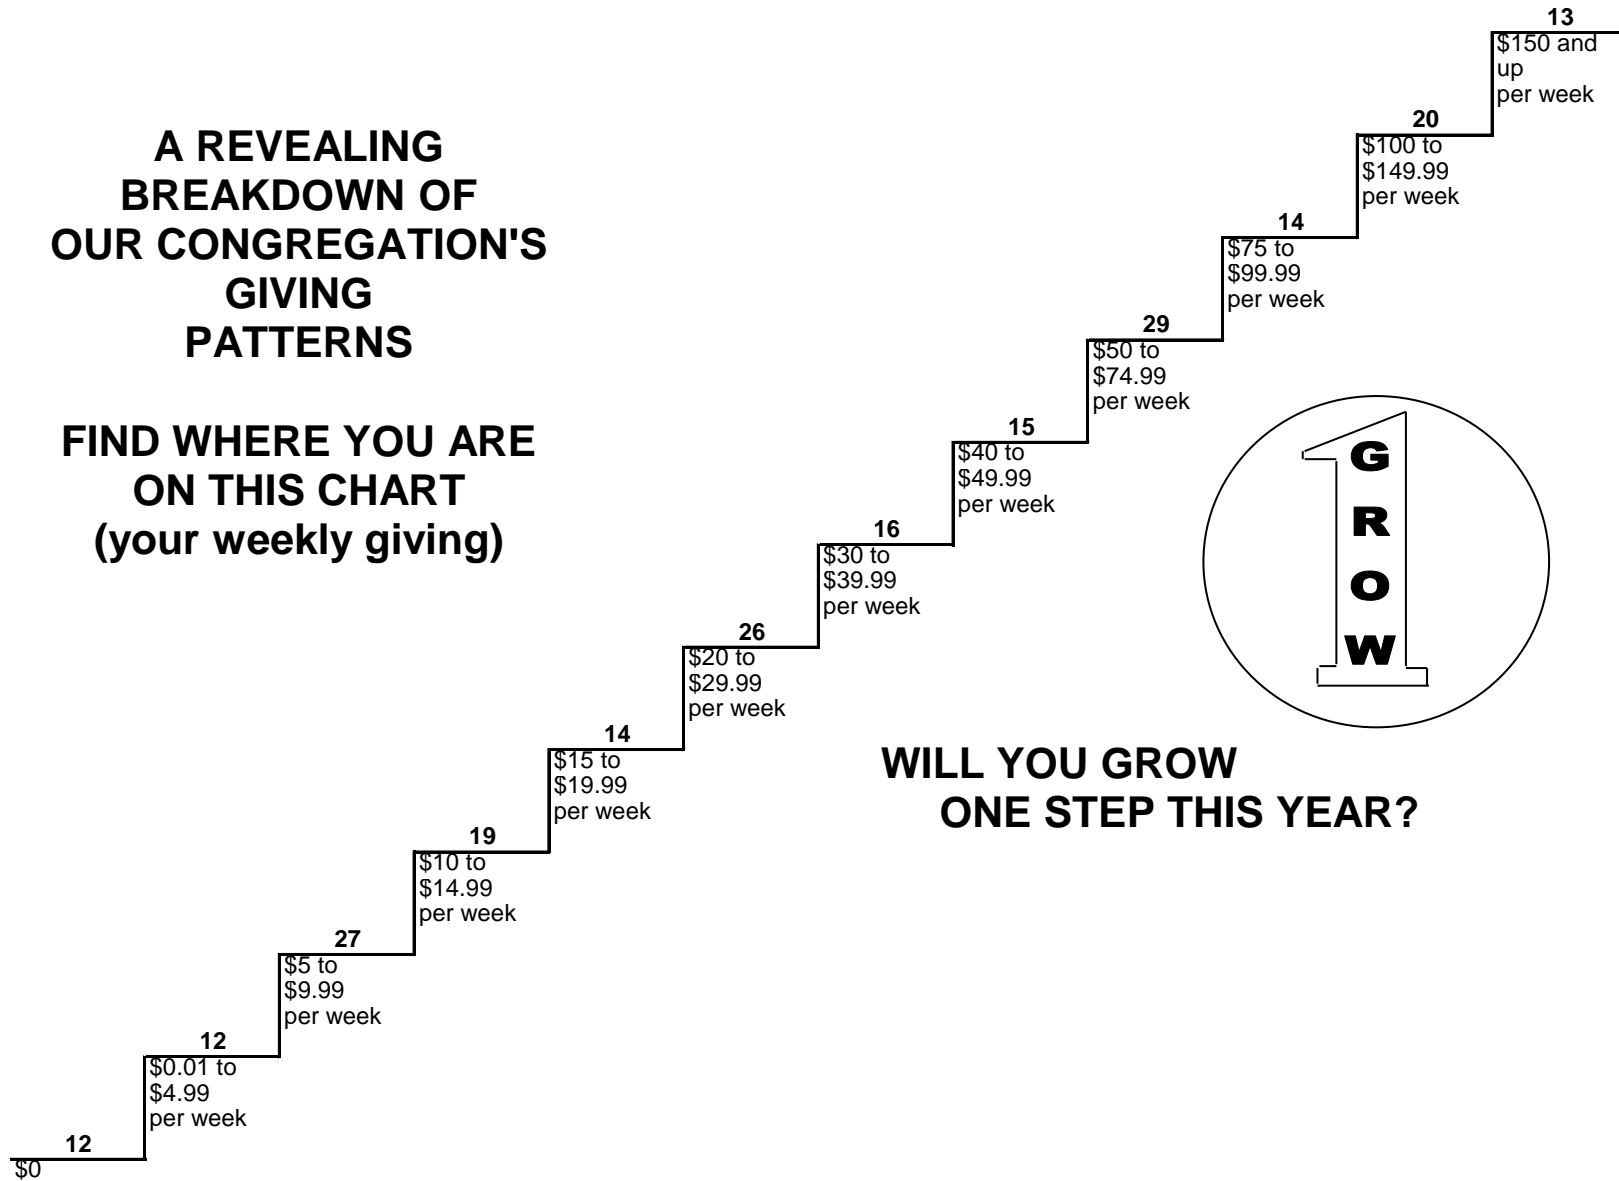 A REVEALING
BREAKDOWN OF
OUR CONGREGATION'S
GIVING
PATTERNS
FIND WHERE YOU ARE
ON THIS CHART
(your weekly giving)
13
$150 and
up
per week
20
$100 to
$149.99
per week
14
$75 to
$99.99
per week
29
$50 to
$74.99
per week
15
$40 to
$49.99
per week
16
$30 to
$39.99
per week
26
$20 to
$29.99
per week
14
$15 to
$19.99
per week
19
$10 to
$14.99
per week
27
$5 to
$9.99
per week
12
$0.01 to
$4.99
per week
12
$0
1
G
R
O
W
WILL YOU GROW
ONE STEP THIS YEAR?